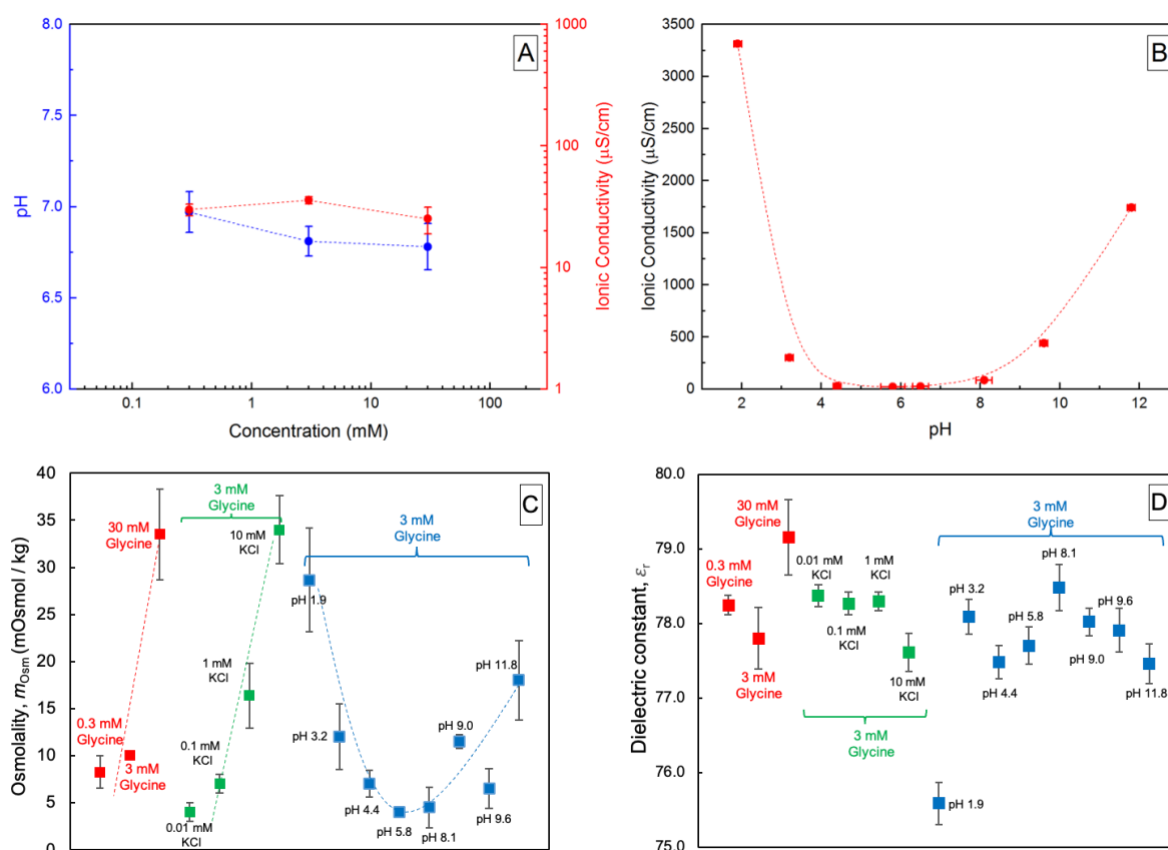 A
8.0
7.5
7.0
6.5
6.0
pH
0.1
1
10
100
Concentration (mM)
1000
100
10
1
Ionic Conductivity (μS/cm)
B
3500
3000
2500
2000
1500
1000
500
0
Ionic Conductivity (μS/cm)
2
4
6
8
10
12
pH
C
40
35
30
25
20
15
10
5
0
Osmolality, mOsm (mOsmol / kg)
30 mM
Glycine
0.3 mM
Glycine
3 mM
Glycine
3 mM
Glycine
10 mM
KCl
1 mM
KCl
0.1 mM
KCl
0.01 mM
KCl
3 mM
Glycine
pH 1.9
pH 3.2
pH 4.4
pH 5.8
pH 8.1
pH 9.0
pH 9.6
pH 11.8
D
80.0
79.0
78.0
77.0
76.0
75.0
Dielectric constant, εr
30 mM
Glycine
0.3 mM
Glycine
3 mM
Glycine
0.01 mM
KCl
0.1 mM
KCl
1 mM
KCl
10 mM
KCl
3 mM
Glycine
3 mM
Glycine
pH 1.9
pH 3.2
pH 4.4
pH 5.8
pH 8.1
pH 9.0
pH 9.6
pH 11.8